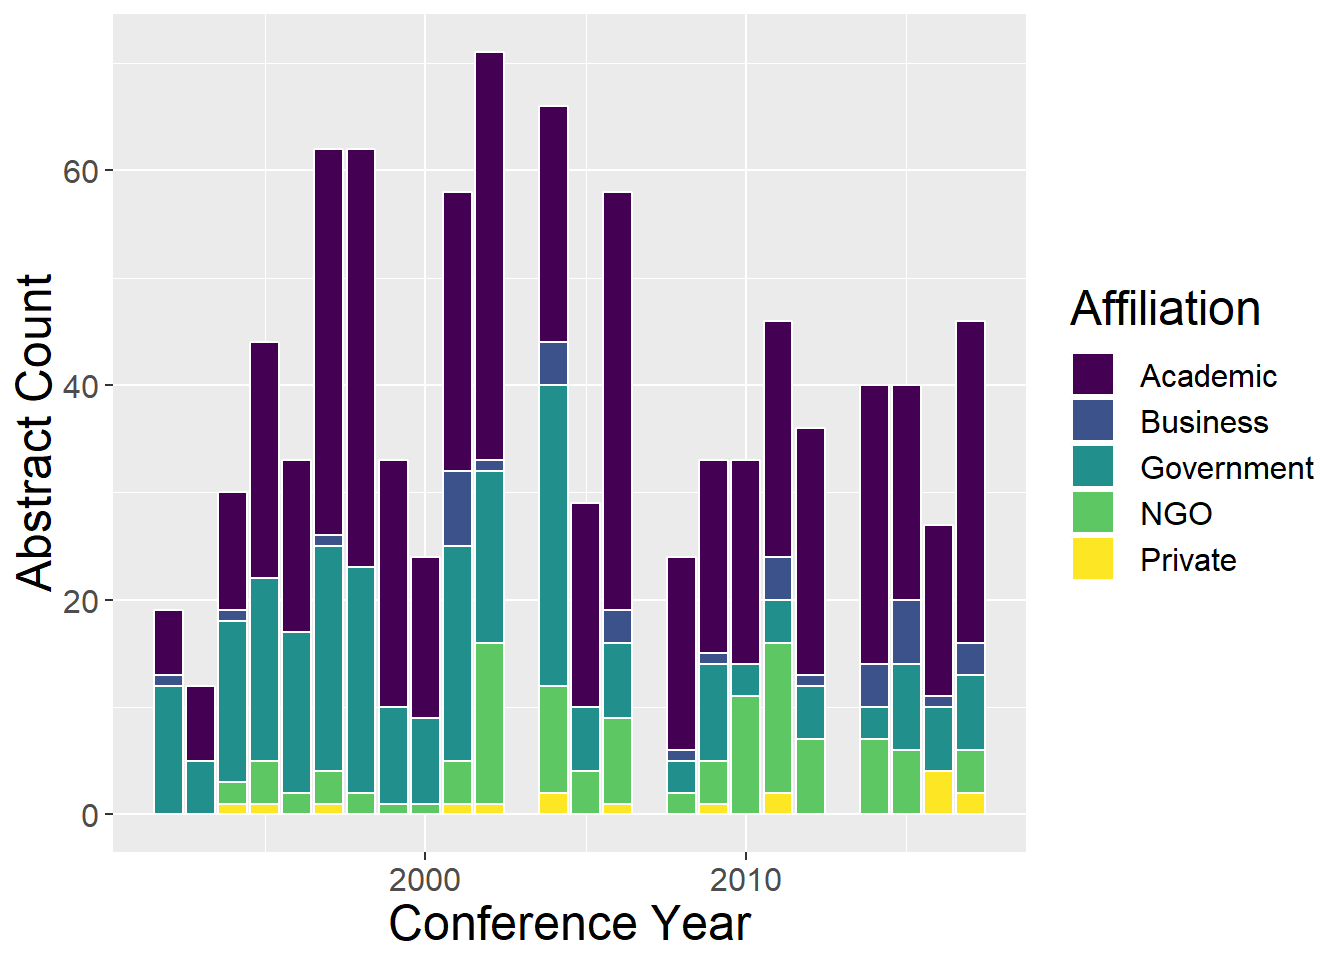 Abstract Count
60
40
20
0
2000
2010
Conference Year
Affiliation
Academic
Business
Government
NGO
Private